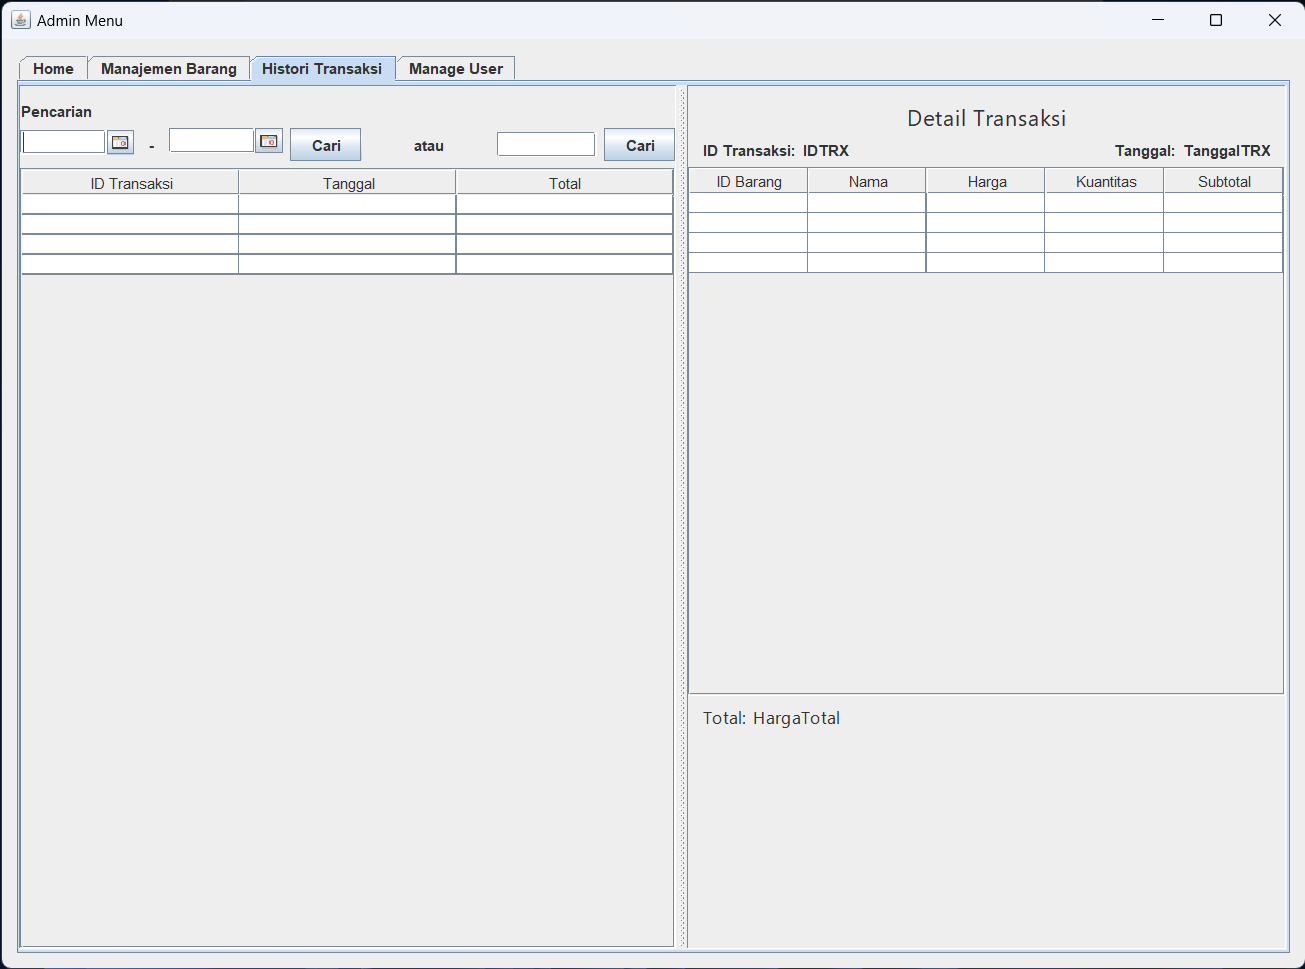 Admin Menu
Home Manajemen Barang Histori Transaksi Manage User
Pencarian
- Cari atau Cari
ID Transaksi Tanggal Total
Detail Transaksi
ID Transaksi: IDTRX Tanggal: TanggalTRX
ID Barang Nama Harga Kuantitas Subtotal
Total: HargaTotal